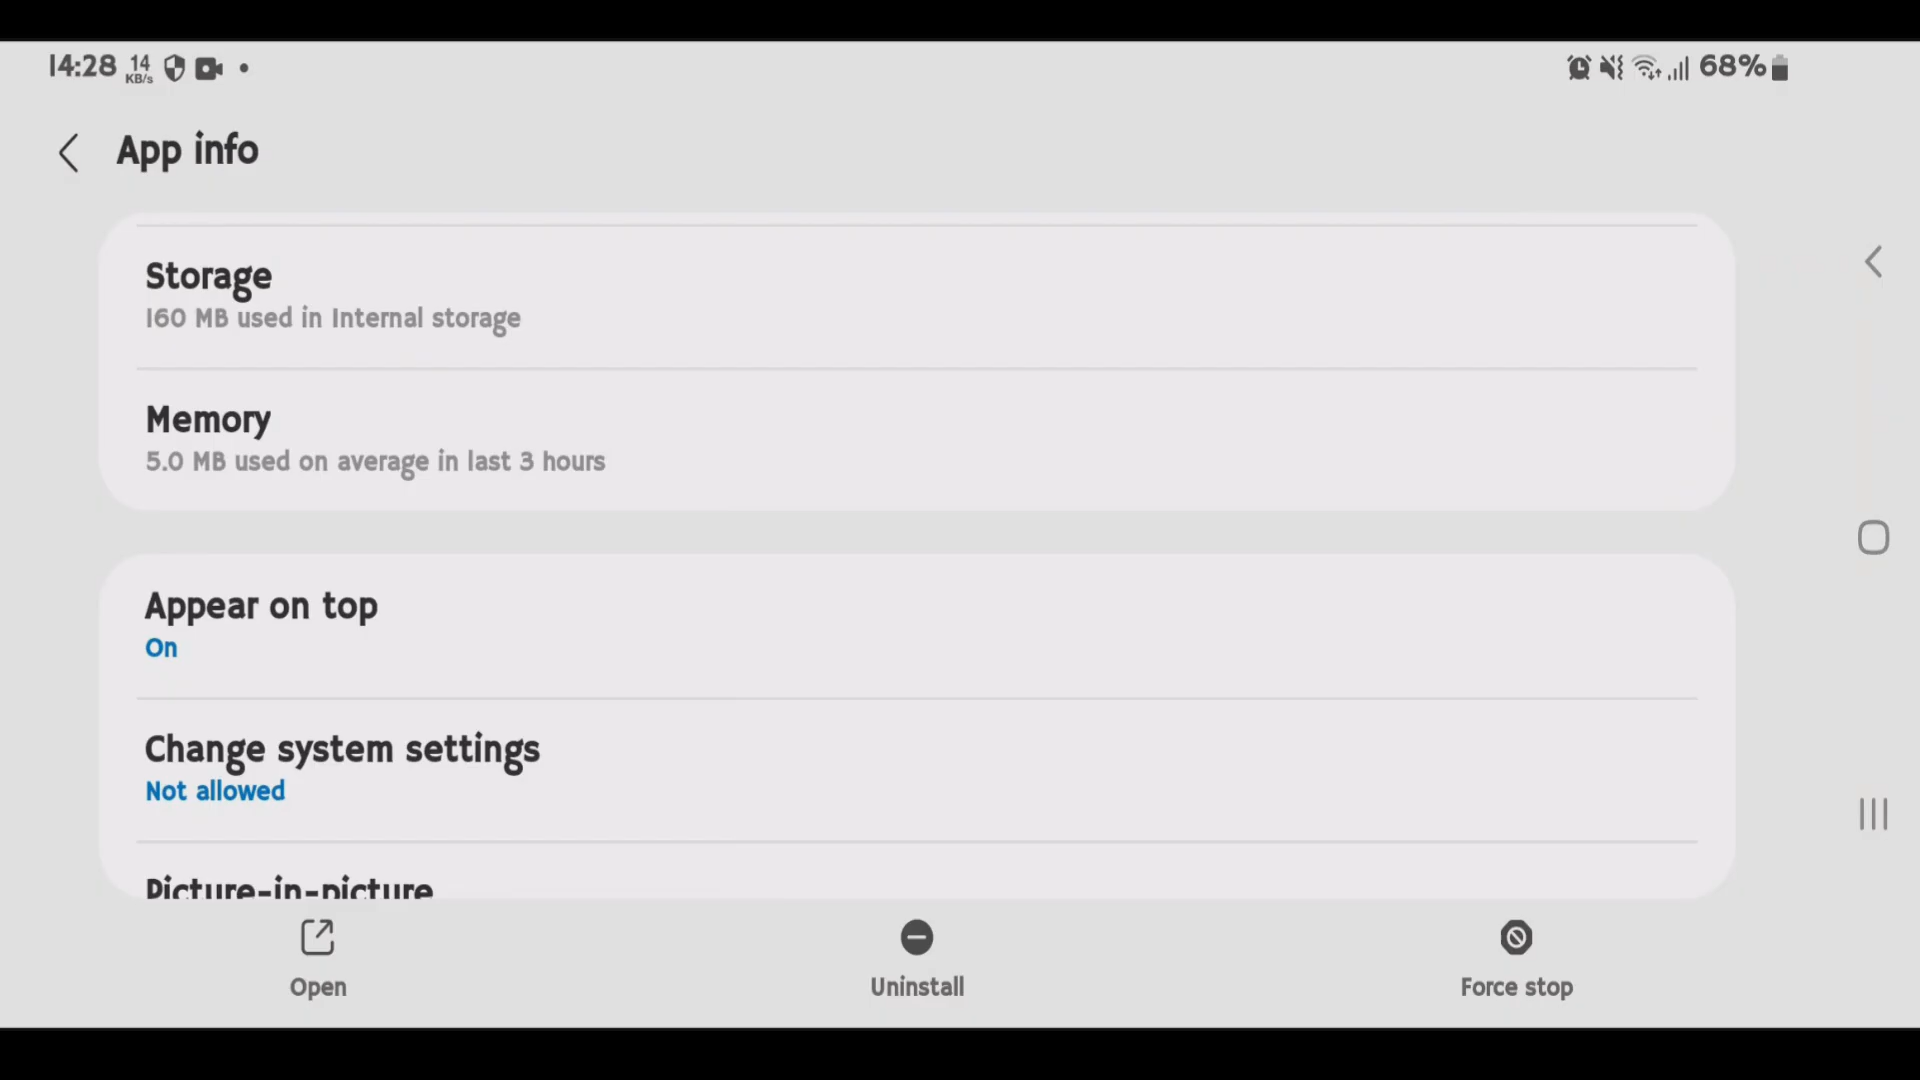 14:28 14 KB/s 68%
App info
Storage
160 MB used in Internal storage
Memory
5.0 MB used on average in last 3 hours
Appear on top
On
Change system settings
Not allowed
Picture-in-picture
Open Uninstall Force stop